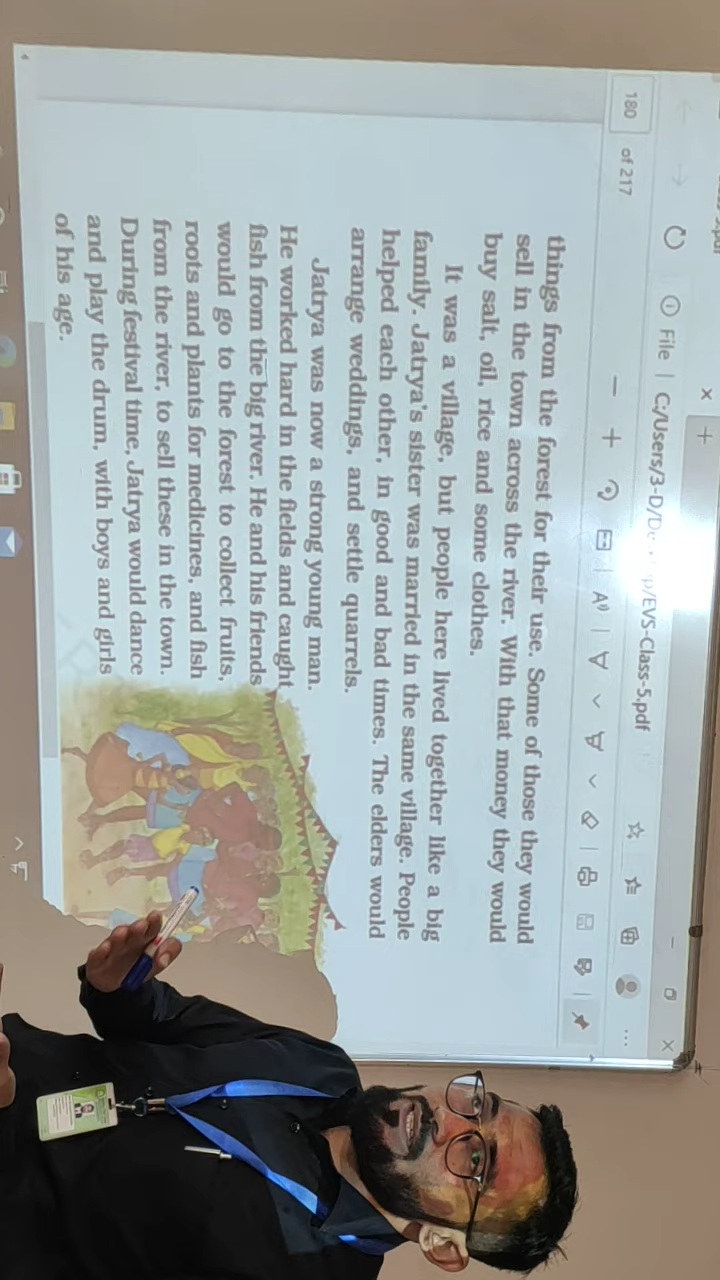 180 of 217
File | C:/Users/3-D/De p/EVS-Class-5.pdf
things from the forest for their use. Some of those they would
sell in the town across the river. With that money they would
buy salt, oil, rice and some clothes.
It was a village, but people here lived together like a big
family. Jatrya's sister was married in the same village. People
helped each other, in good and bad times. The elders would
arrange weddings, and settle quarrels.
Jatrya was now a strong young man.
He worked hard in the fields and caught
fish from the big river. He and his friends
would go to the forest to collect fruits,
roots and plants for medicines, and fish
from the river, to sell these in the town.
During festival time, Jatrya would dance
and play the drum, with boys and girls
of his age.